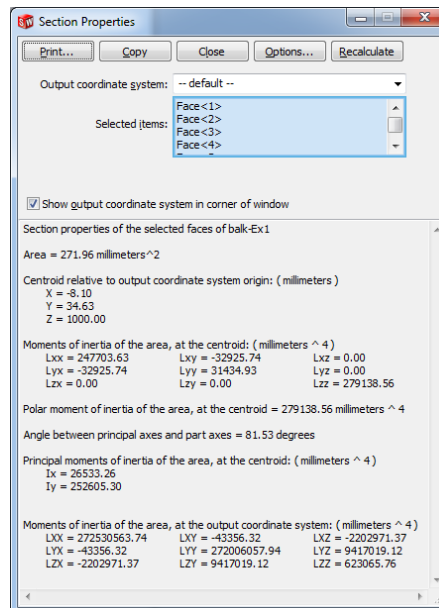 Section Properties
Print... Copy Close Options... Recalculate
Output coordinate system: -- default --
Selected items:
Face<1>
Face<2>
Face<3>
Face<4>
Show output coordinate system in corner of window
Section properties of the selected faces of balk-Ex1
Area = 271.96 millimeters^2
Centroid relative to output coordinate system origin: ( millimeters )
X = -8.10
Y = 34.63
Z = 1000.00
Moments of inertia of the area, at the centroid: ( millimeters ^ 4 )
Lxx = 247703.63 Lxy = -32925.74 Lxz = 0.00
Lyx = -32925.74 Lyy = 31434.93 Lyz = 0.00
Lzx = 0.00 Lzy = 0.00 Lzz = 279138.56
Polar moment of inertia of the area, at the centroid = 279138.56 millimeters ^ 4
Angle between principal axes and part axes = 81.53 degrees
Principal moments of inertia of the area, at the centroid: ( millimeters ^ 4 )
Ix = 26533.26
Iy = 252605.30
Moments of inertia of the area, at the output coordinate system: ( millimeters ^ 4 )
LXX = 272530563.74 LXY = -43356.32 LXZ = -2202971.37
LYX = -43356.32 LYY = 272006057.94 LYZ = 9417019.12
LZX = -2202971.37 LZY = 9417019.12 LZZ = 623065.76